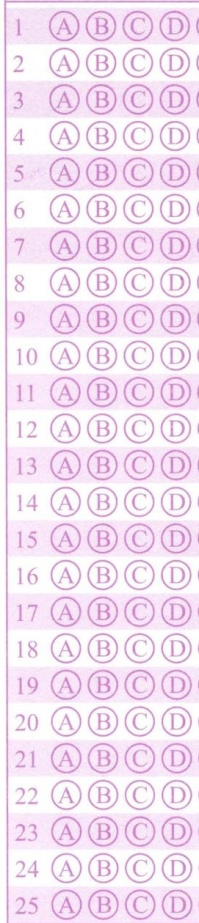 1 A B C D
2 A B C D
3 A B C D
4 A B C D
5 A B C D
6 A B C D
7 A B C D
8 A B C D
9 A B C D
10 A B C D
11 A B C D
12 A B C D
13 A B C D
14 A B C D
15 A B C D
16 A B C D
17 A B C D
18 A B C D
19 A B C D
20 A B C D
21 A B C D
22 A B C D
23 A B C D
24 A B C D
25 A B C D